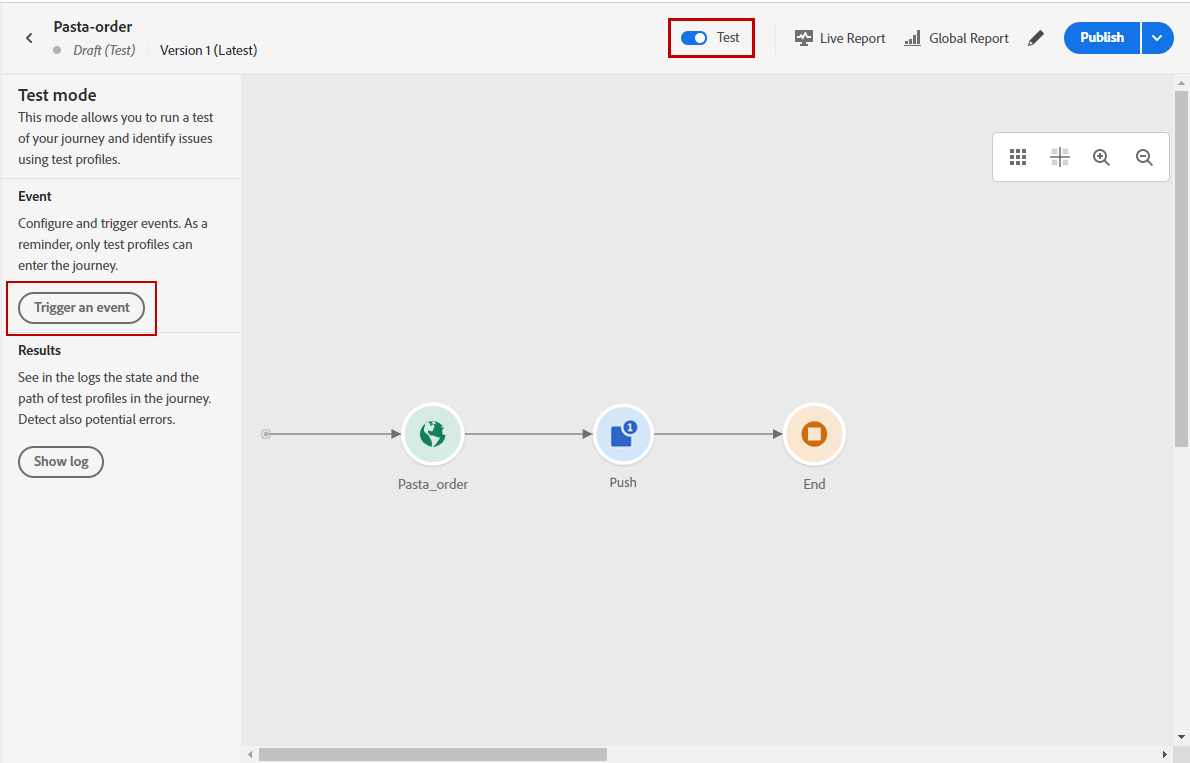 Pasta-order
Draft (Test) Version 1 (Latest)
Test
Live Report
Global Report
Publish
Test mode
This mode allows you to run a test
of your journey and identify issues
using test profiles.
Event
Configure and trigger events. As a
reminder, only test profiles can
enter the journey.
Trigger an event
Results
See in the logs the state and the
path of test profiles in the journey.
Detect also potential errors.
Show log
1
Pasta_order
Push
End